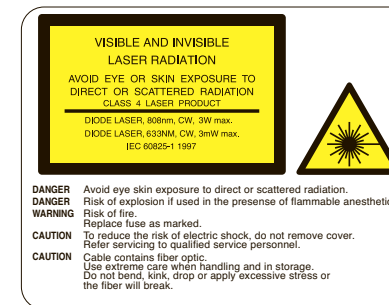 VISIBLE AND INVISIBLE
LASER RADIATION
AVOID EYE OR SKIN EXPOSURE TO
DIRECT OR SCATTERED RADIATION
CLASS 4 LASER PRODUCT
DIODE LASER, 808nm, CW, 3W max.
DIODE LASER, 633NM, CW, 3mW max.
IEC 60825-1 1997
DANGER Avoid eye skin exposure to direct or scattered radiation.
DANGER Risk of explosion if used in the presense of flammable anesthetic
WARNING Risk of fire.
Replace fuse as marked.
CAUTION To reduce the risk of electric shock, do not remove cover.
Refer servicing to qualified service personnel.
CAUTION Cable contains fiber optic.
Use extreme care when handling and in storage.
Do not bend, kink, drop or apply excessive stress or
the fiber will break.